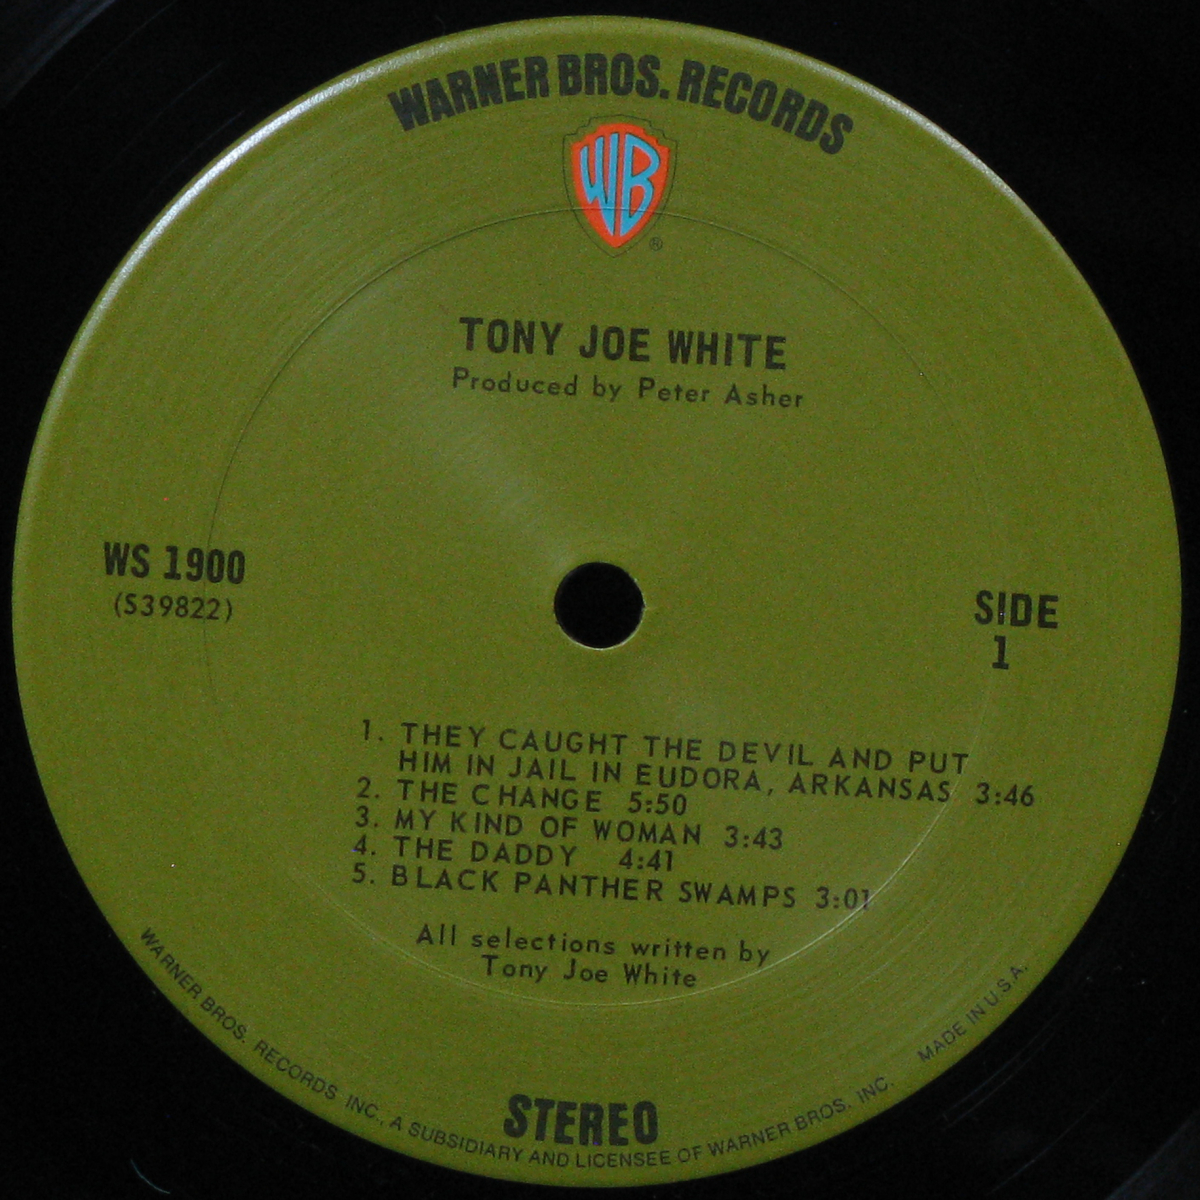 WARNER BROS. RECORDS
WB
®
TONY JOE WHITE
Produced by Peter Asher
WS 1900
(S39822)
SIDE
1
1. THEY CAUGHT THE DEVIL AND PUT
HIM IN JAIL IN EUDORA, ARKANSAS 3:46
2. THE CHANGE 5:50
3. MY KIND OF WOMAN 3:43
4. THE DADDY 4:41
5. BLACK PANTHER SWAMPS 3:01
All selections written by
Tony Joe White
STEREO
WARNER BROS. RECORDS INC., A SUBSIDIARY AND LICENSEE OF WARNER BROS. INC. MADE IN U.S.A.